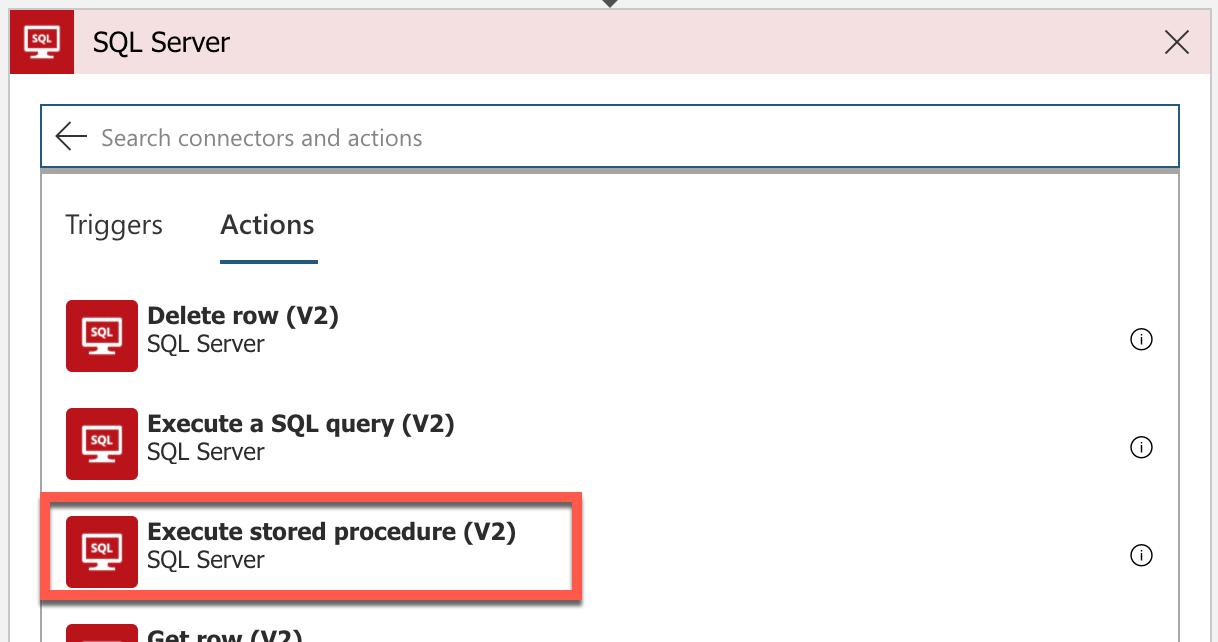 SQL
SQL Server
Search connectors and actions
Triggers
Actions
SQL
Delete row (V2)
SQL Server
SQL
Execute a SQL query (V2)
SQL Server
SQL
Execute stored procedure (V2)
SQL Server
Get row (V2)